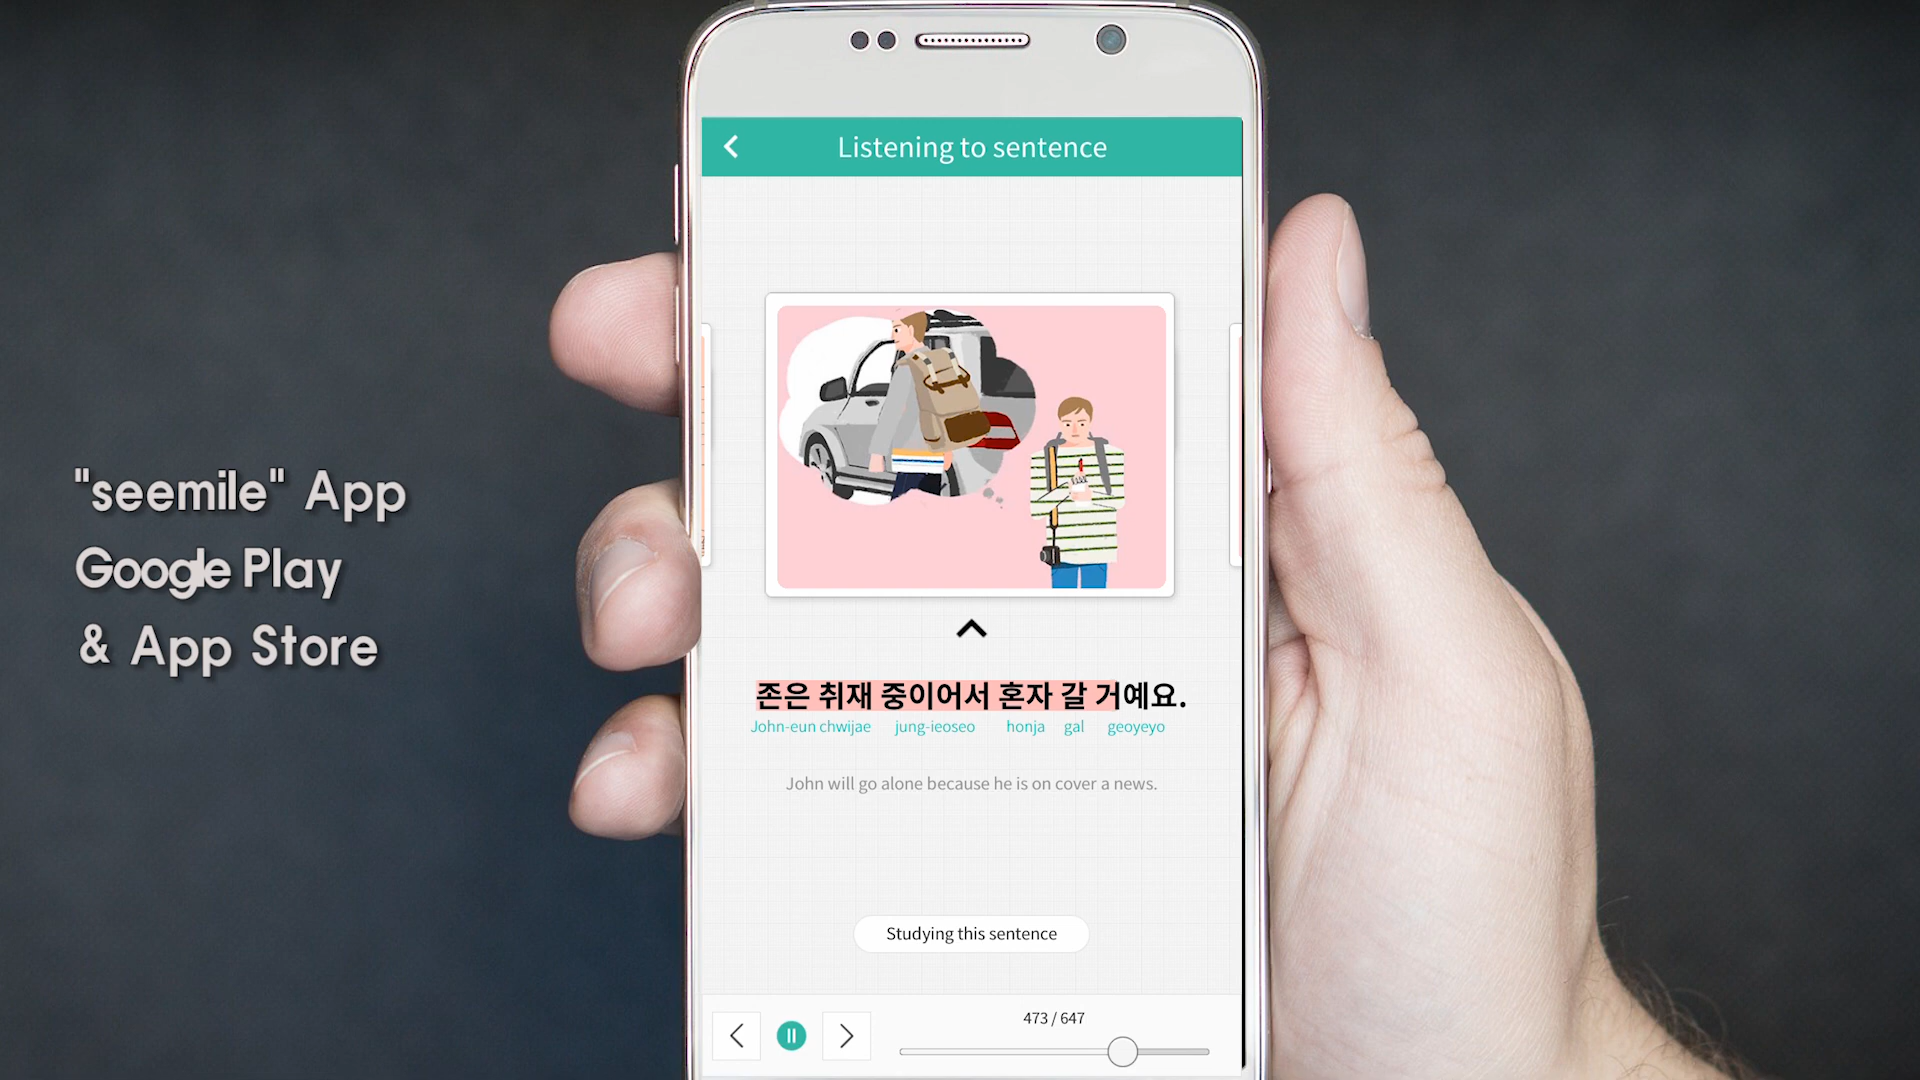 "seemile" App
Google Play
& App Store
Listening to sentence
존은 취재 중이어서 혼자 갈 거예요.
John-eun chwijae jung-ieoseo honja gal geoyeyo
John will go alone because he is on cover a news.
Studying this sentence
473 / 647